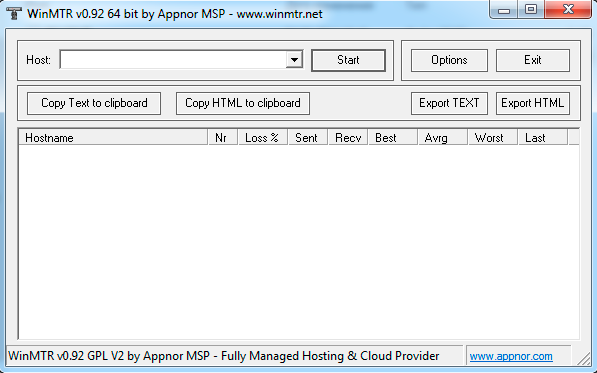 WinMTR v0.92 64 bit by Appnor MSP - www.winmtr.net
Host: Start Options Exit
Copy Text to clipboard Copy HTML to clipboard Export TEXT Export HTML
Hostname Nr Loss % Sent Recv Best Avrg Worst Last
WinMTR v0.92 GPL V2 by Appnor MSP - Fully Managed Hosting & Cloud Provider www.appnor.com